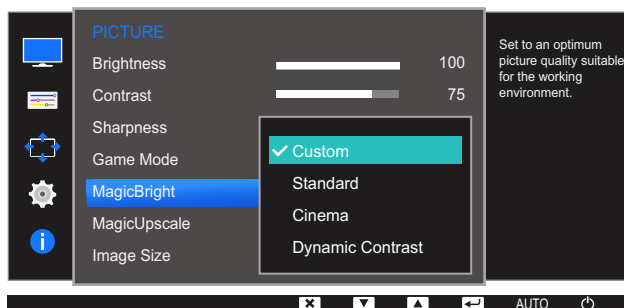 PICTURE
Brightness 100
Contrast 75
Sharpness
Game Mode
MagicBright
MagicUpscale
Image Size
Custom
Standard
Cinema
Dynamic Contrast
Set to an optimum
picture quality suitable
for the working
environment.
AUTO